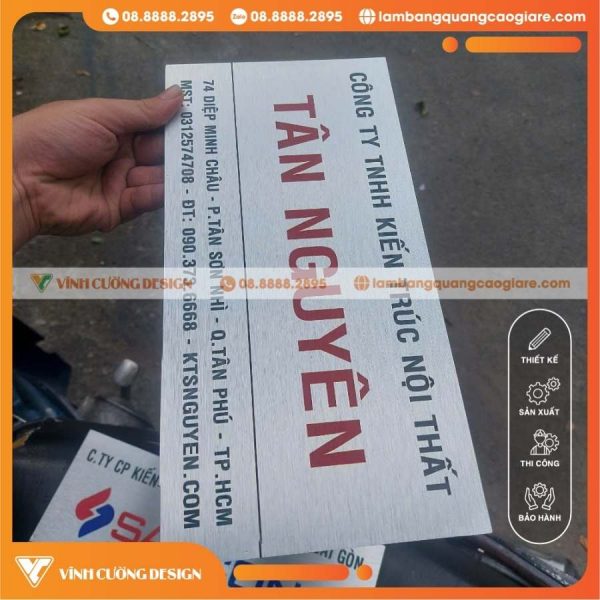 08.8888.2895
Zalo
08.8888.2895
lambangquangcaogiare.com
CÔNG TY TNHH KIẾN TRÚC NỘI THẤT
TÂN NGUYÊN
74 DIỆP MINH CHÂU - P.TÂN SƠN NHÌ - Q.TÂN PHÚ - TP.HCM
MST: 0312574708 - ĐT: 090.373.6668 - KTSNGUYEN.COM
VĨNH CƯỜNG DESIGN
08.8888.2895
lambangquangcaogiare.com
THIẾT KẾ
SẢN XUẤT
THI CÔNG
BẢO HÀNH
C.TY CP KIẾN
GÒN
VĨNH CƯỜNG DESIGN